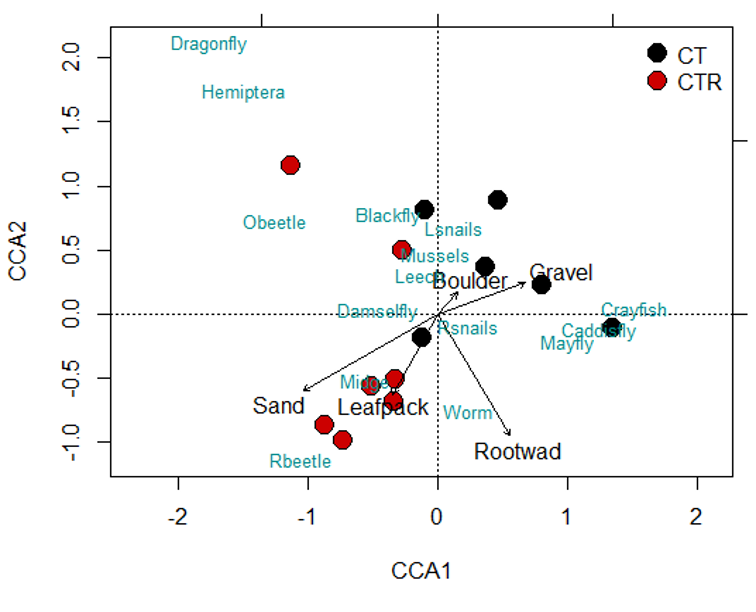 Dragonfly
CT
CTR
Hemiptera
Obeetle
Blackfly
Lsnails
Mussels
Leech
Boulder
Gravel
Damselfly
Rsnails
Crayfish
Caddisfly
Mayfly
Midge
Sand
Leafpack
Worm
Rootwad
Rbeetle
2.0
1.5
1.0
0.5
0.0
-0.5
-1.0
CCA2
-2 -1 0 1 2
CCA1